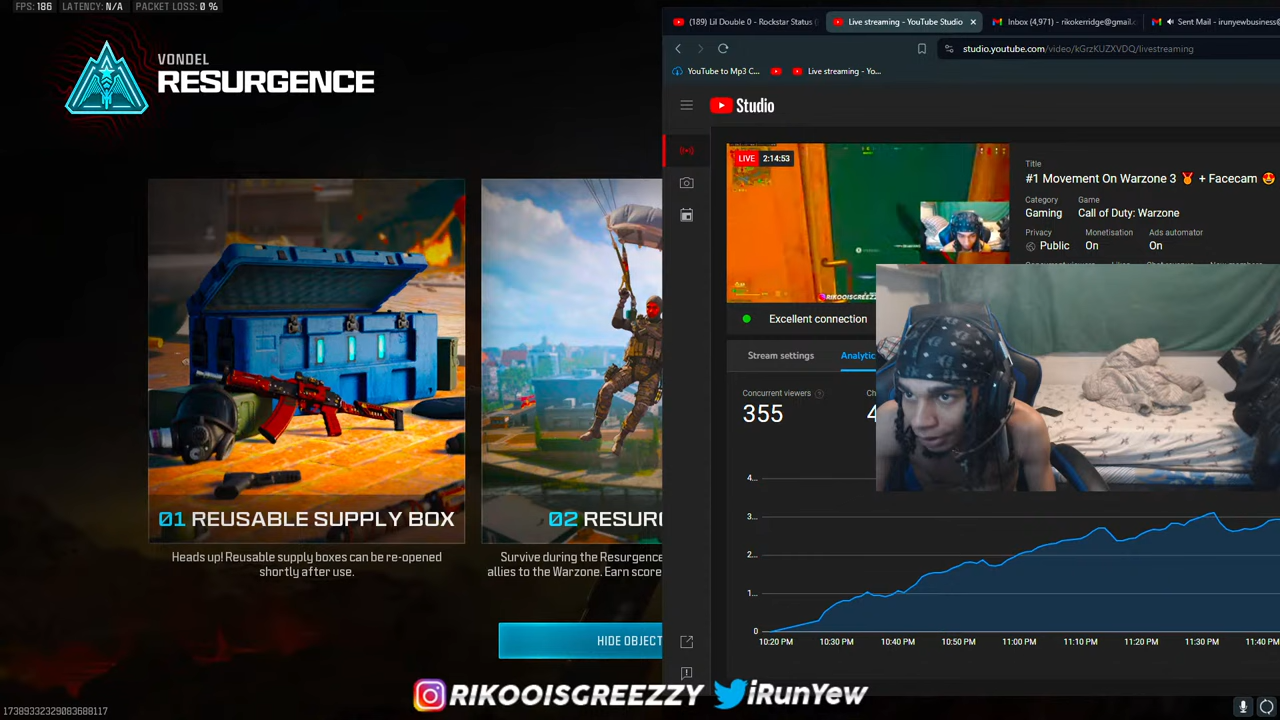 FPS: 186 LATENCY: N/A PACKET LOSS: 0 %
VONDEL
RESURGENCE
01 REUSABLE SUPPLY BOX
Heads up! Reusable supply boxes can be re-opened
shortly after use.
02 RESUR
Survive during the Resurgence
allies to the Warzone. Earn score
HIDE OBJECT
(189) Lil Double 0 - Rockstar Status (
Live streaming - YouTube Studio
Inbox (4,971) - rikokerridge@gmail.c
Sent Mail - irunyewbusiness@
studio.youtube.com/video/kGrzKUZXVDQ/livestreaming
YouTube to Mp3 C...
Live streaming - Yo...
Studio
LIVE 2:14:53
RIKOOISGREEZZ
Title
#1 Movement On Warzone 3 🥇 + Facecam 😍
Category Game
Gaming Call of Duty: Warzone
Privacy Monetisation Ads automator
Public On On
Excellent connection
Stream settings Analytic
Concurrent viewers
355
4
4...
3...
2...
1...
0
10:20 PM 10:30 PM 10:40 PM 10:50 PM 11:00 PM 11:10 PM 11:20 PM 11:30 PM 11:40 PM
RIKOOISGREEZZY iRunYew
17389332329083688117